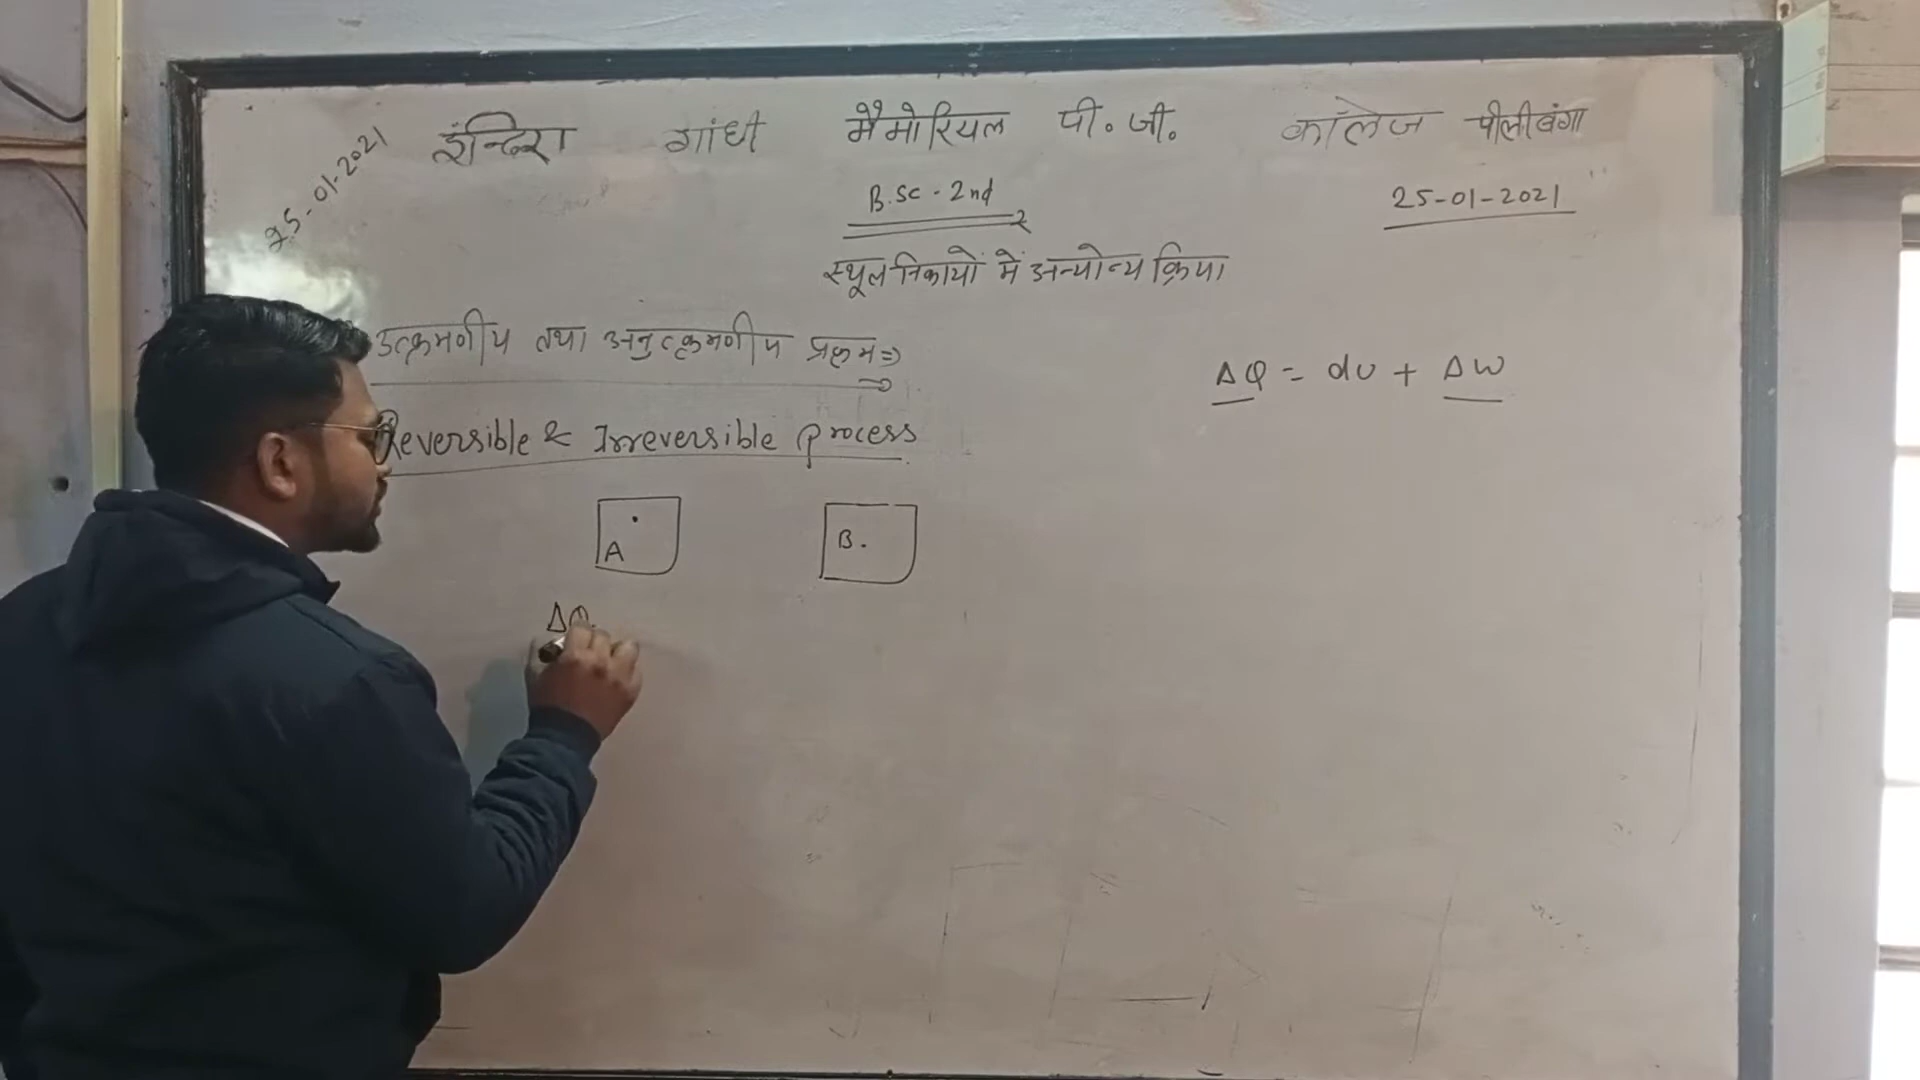 इन्दिरा गांधी मैमोरियल पी. जी. कॉलेज पीलीबंगा
25-01-2021
B.sc - 2nd
25-01-2021
स्थूल निकायों में अन्योन्य क्रिया
उत्क्रमणीय तथा अनुत्क्रमणीय प्रक्रम ⇒
ΔQ = dU + ΔW
Reversible & Irreversible Process
A
B.
ΔQ